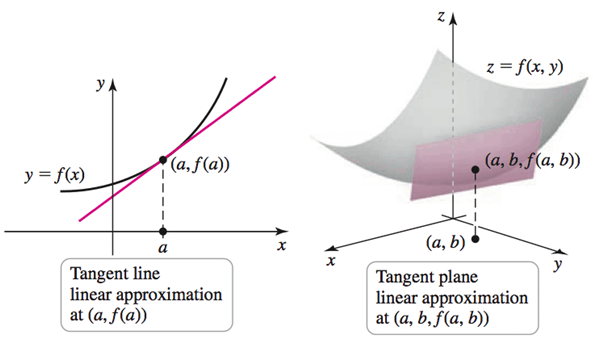 y
y = f(x)
(a, f(a))
a
x
Tangent line
linear approximation
at (a, f(a))
z
z = f(x, y)
(a, b, f(a, b))
(a, b)
x
y
Tangent plane
linear approximation
at (a, b, f(a, b))